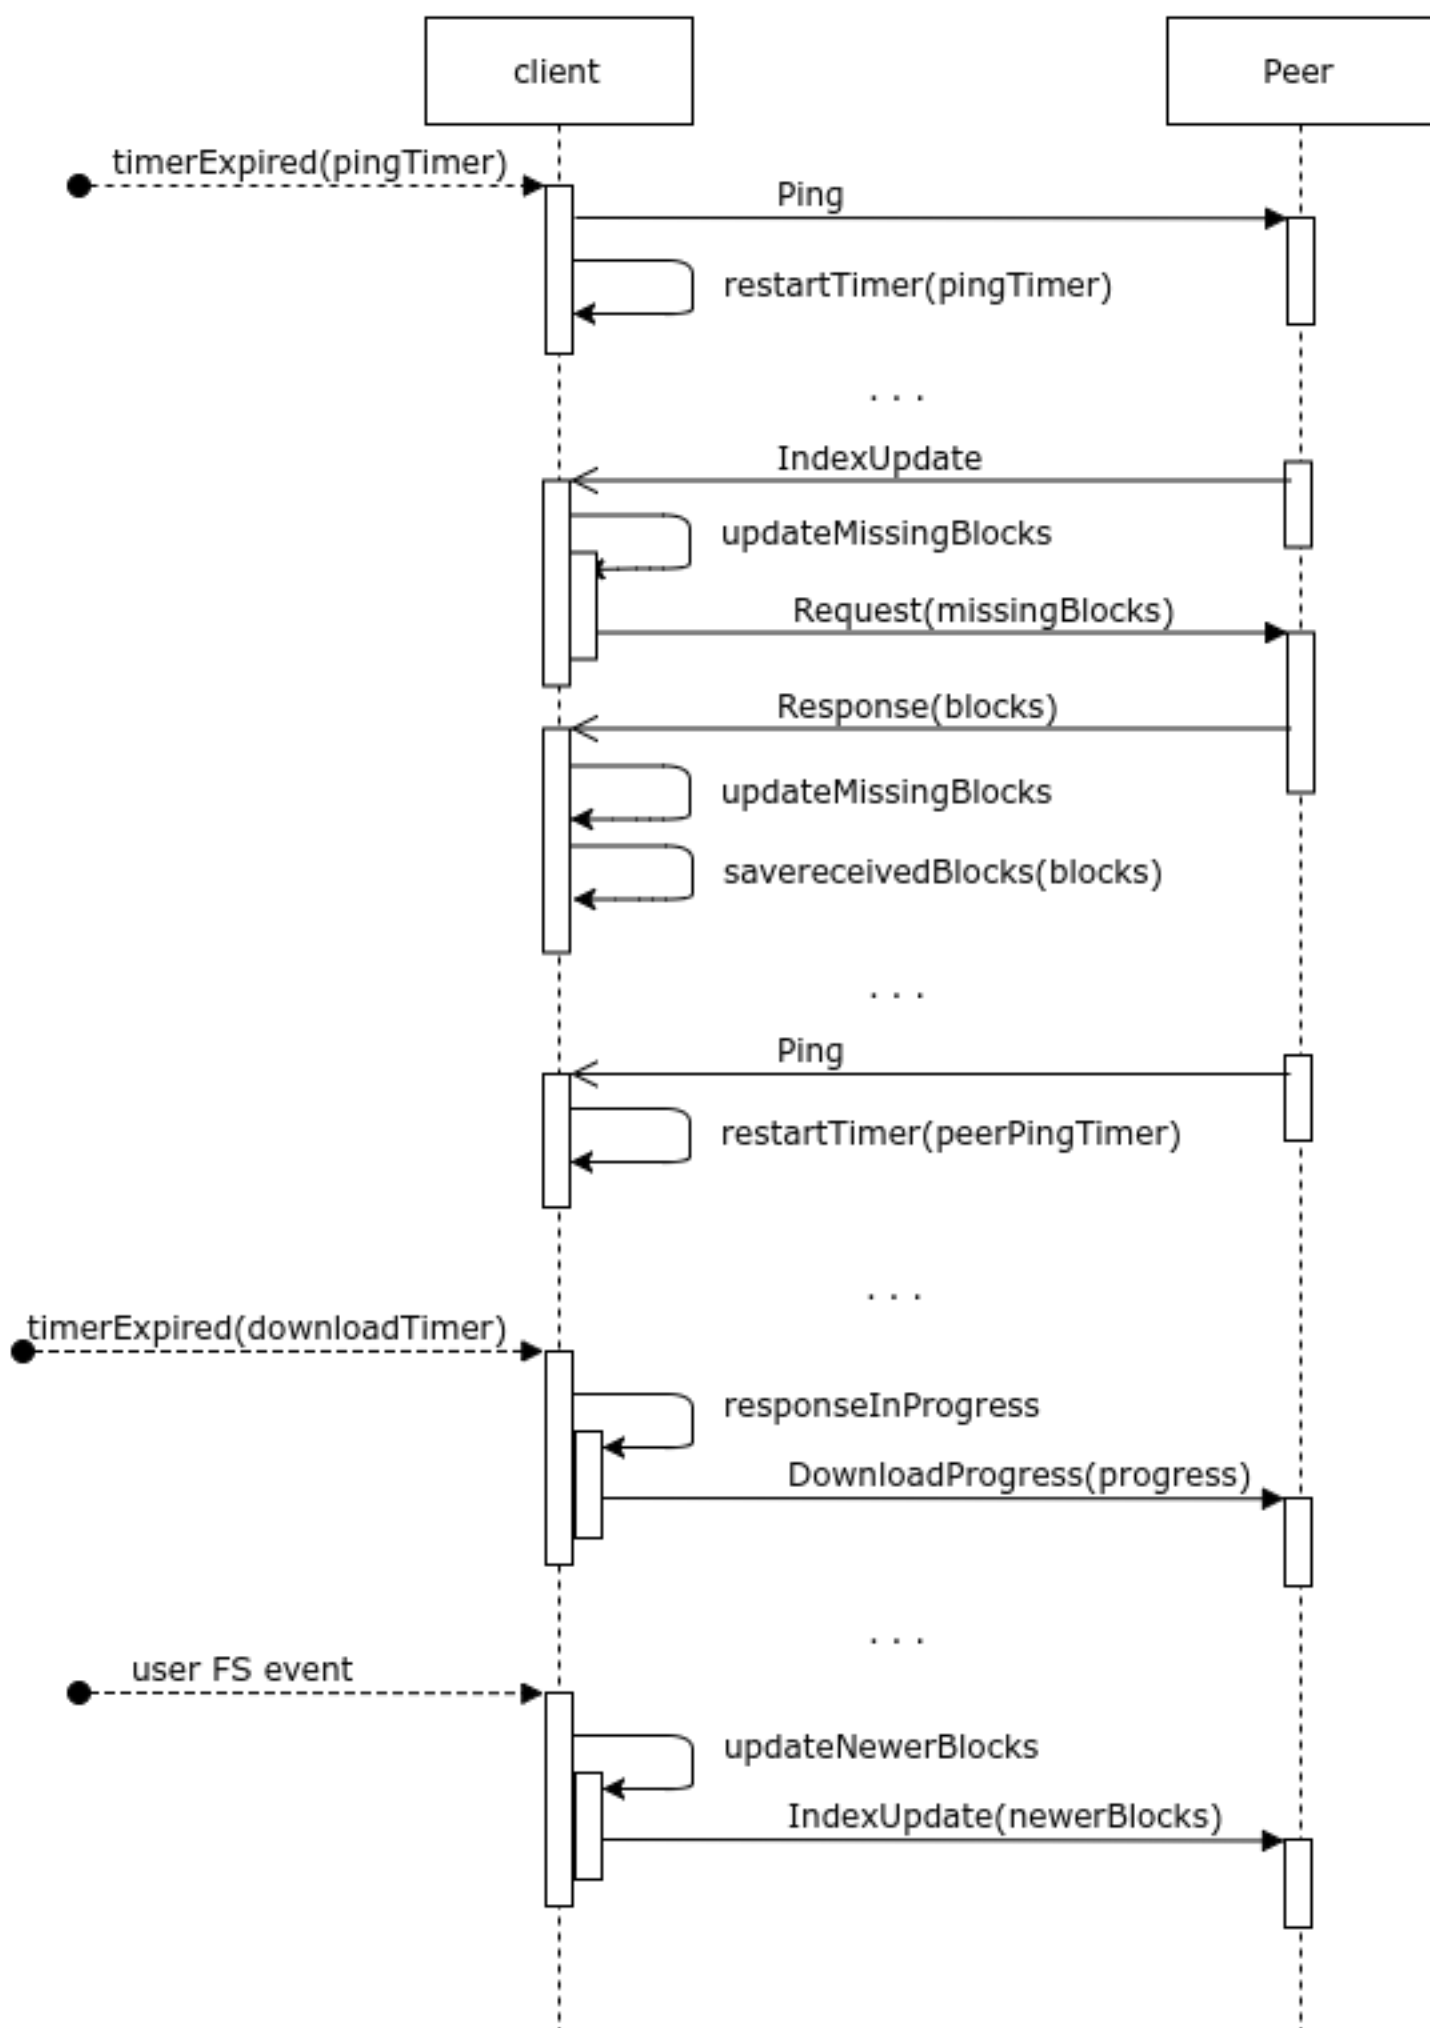 client
Peer
timerExpired(pingTimer)
Ping
restartTimer(pingTimer)
. . .
IndexUpdate
updateMissingBlocks
Request(missingBlocks)
Response(blocks)
updateMissingBlocks
savereceivedBlocks(blocks)
. . .
Ping
restartTimer(peerPingTimer)
. . .
timerExpired(downloadTimer)
responseInProgress
DownloadProgress(progress)
. . .
user FS event
updateNewerBlocks
IndexUpdate(newerBlocks)